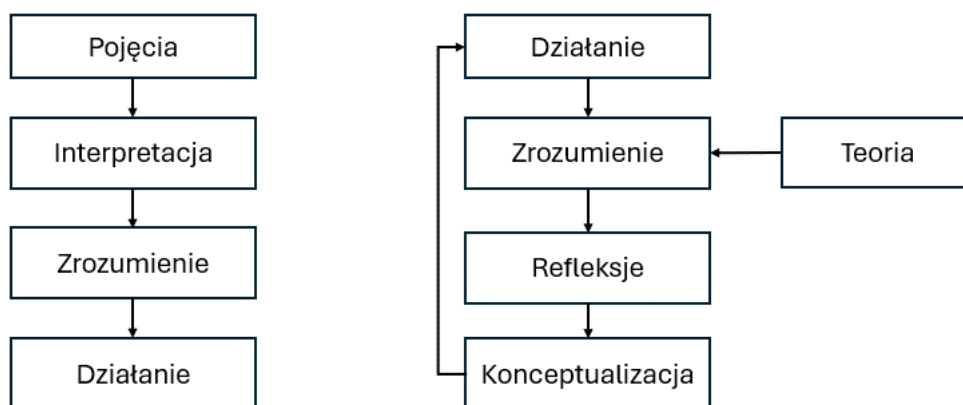 Pojęcia
Interpretacja
Zrozumienie
Działanie
Działanie
Zrozumienie
Teoria
Refleksje
Konceptualizacja